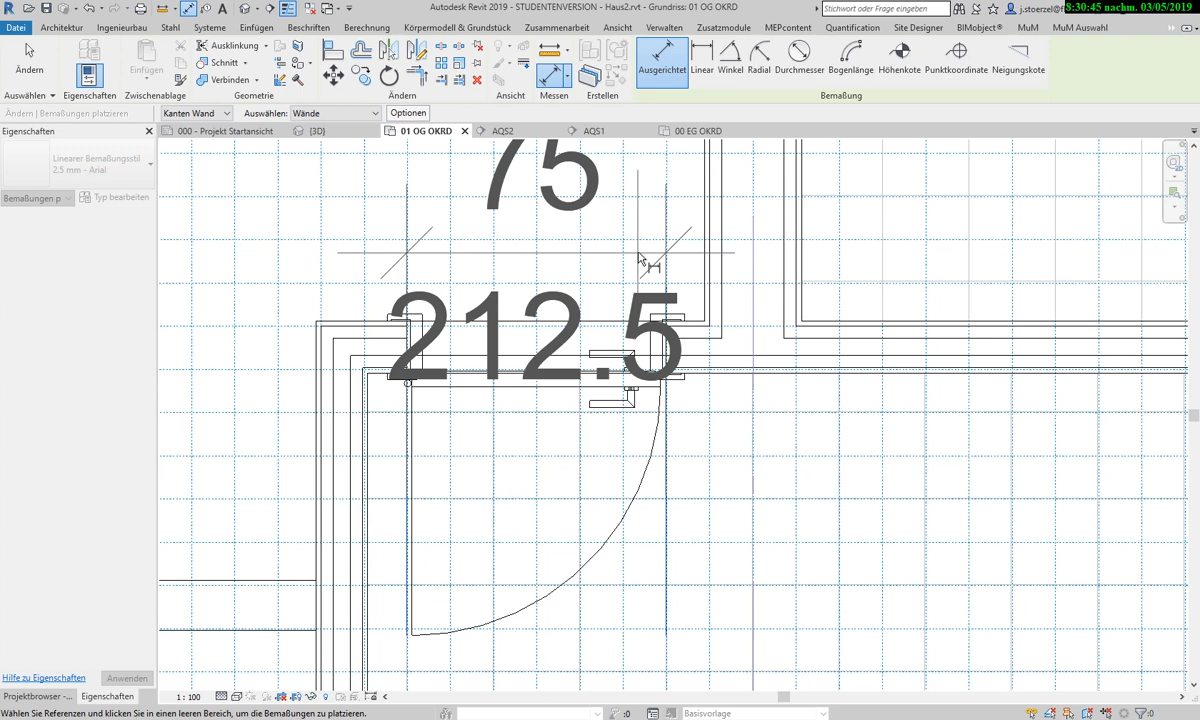 Autodesk Revit 2019 - STUDENTENVERSION - Haus2.rvt - Grundriss: 01 OG OKRD
Stichwort oder Frage eingeben
8:30:45 nachm. 03/05/2019
Datei Architektur Ingenieurbau Stahl Systeme Einfügen Beschriften Berechnung Körpermodell & Grundstück Zusammenarbeit Ansicht Verwalten Zusatzmodule MEPcontent Quantification Site Designer BIMobject® MuM MuM Auswahl
Ändern
Einfügen
Ausklinkung
Schnitt
Verbinden
Ausgerichtet Linear Winkel Radial Durchmesser Bogenlänge Höhenkote Punktkoordinate Neigungskote
Auswählen Eigenschaften Zwischenablage Geometrie Ändern Ansicht Messen Erstellen Bemaßung
Ändern | Bemaßungen platzieren
Kanten Wand
Auswählen:
Wände
Optionen
Eigenschaften
000 - Projekt Startansicht
{3D}
01 OG OKRD
AQS2
AQS1
00 EG OKRD
Linearer Bemaßungsstil
2.5 mm - Arial
Bemaßungen p
Typ bearbeiten
75
212.5
Hilfe zu Eigenschaften
Anwenden
Projektbrowser -...
Eigenschaften
1 : 100
Wählen Sie Referenzen und klicken Sie in einen leeren Bereich, um die Bemaßungen zu platzieren.
:0
Basisvorlage
:0